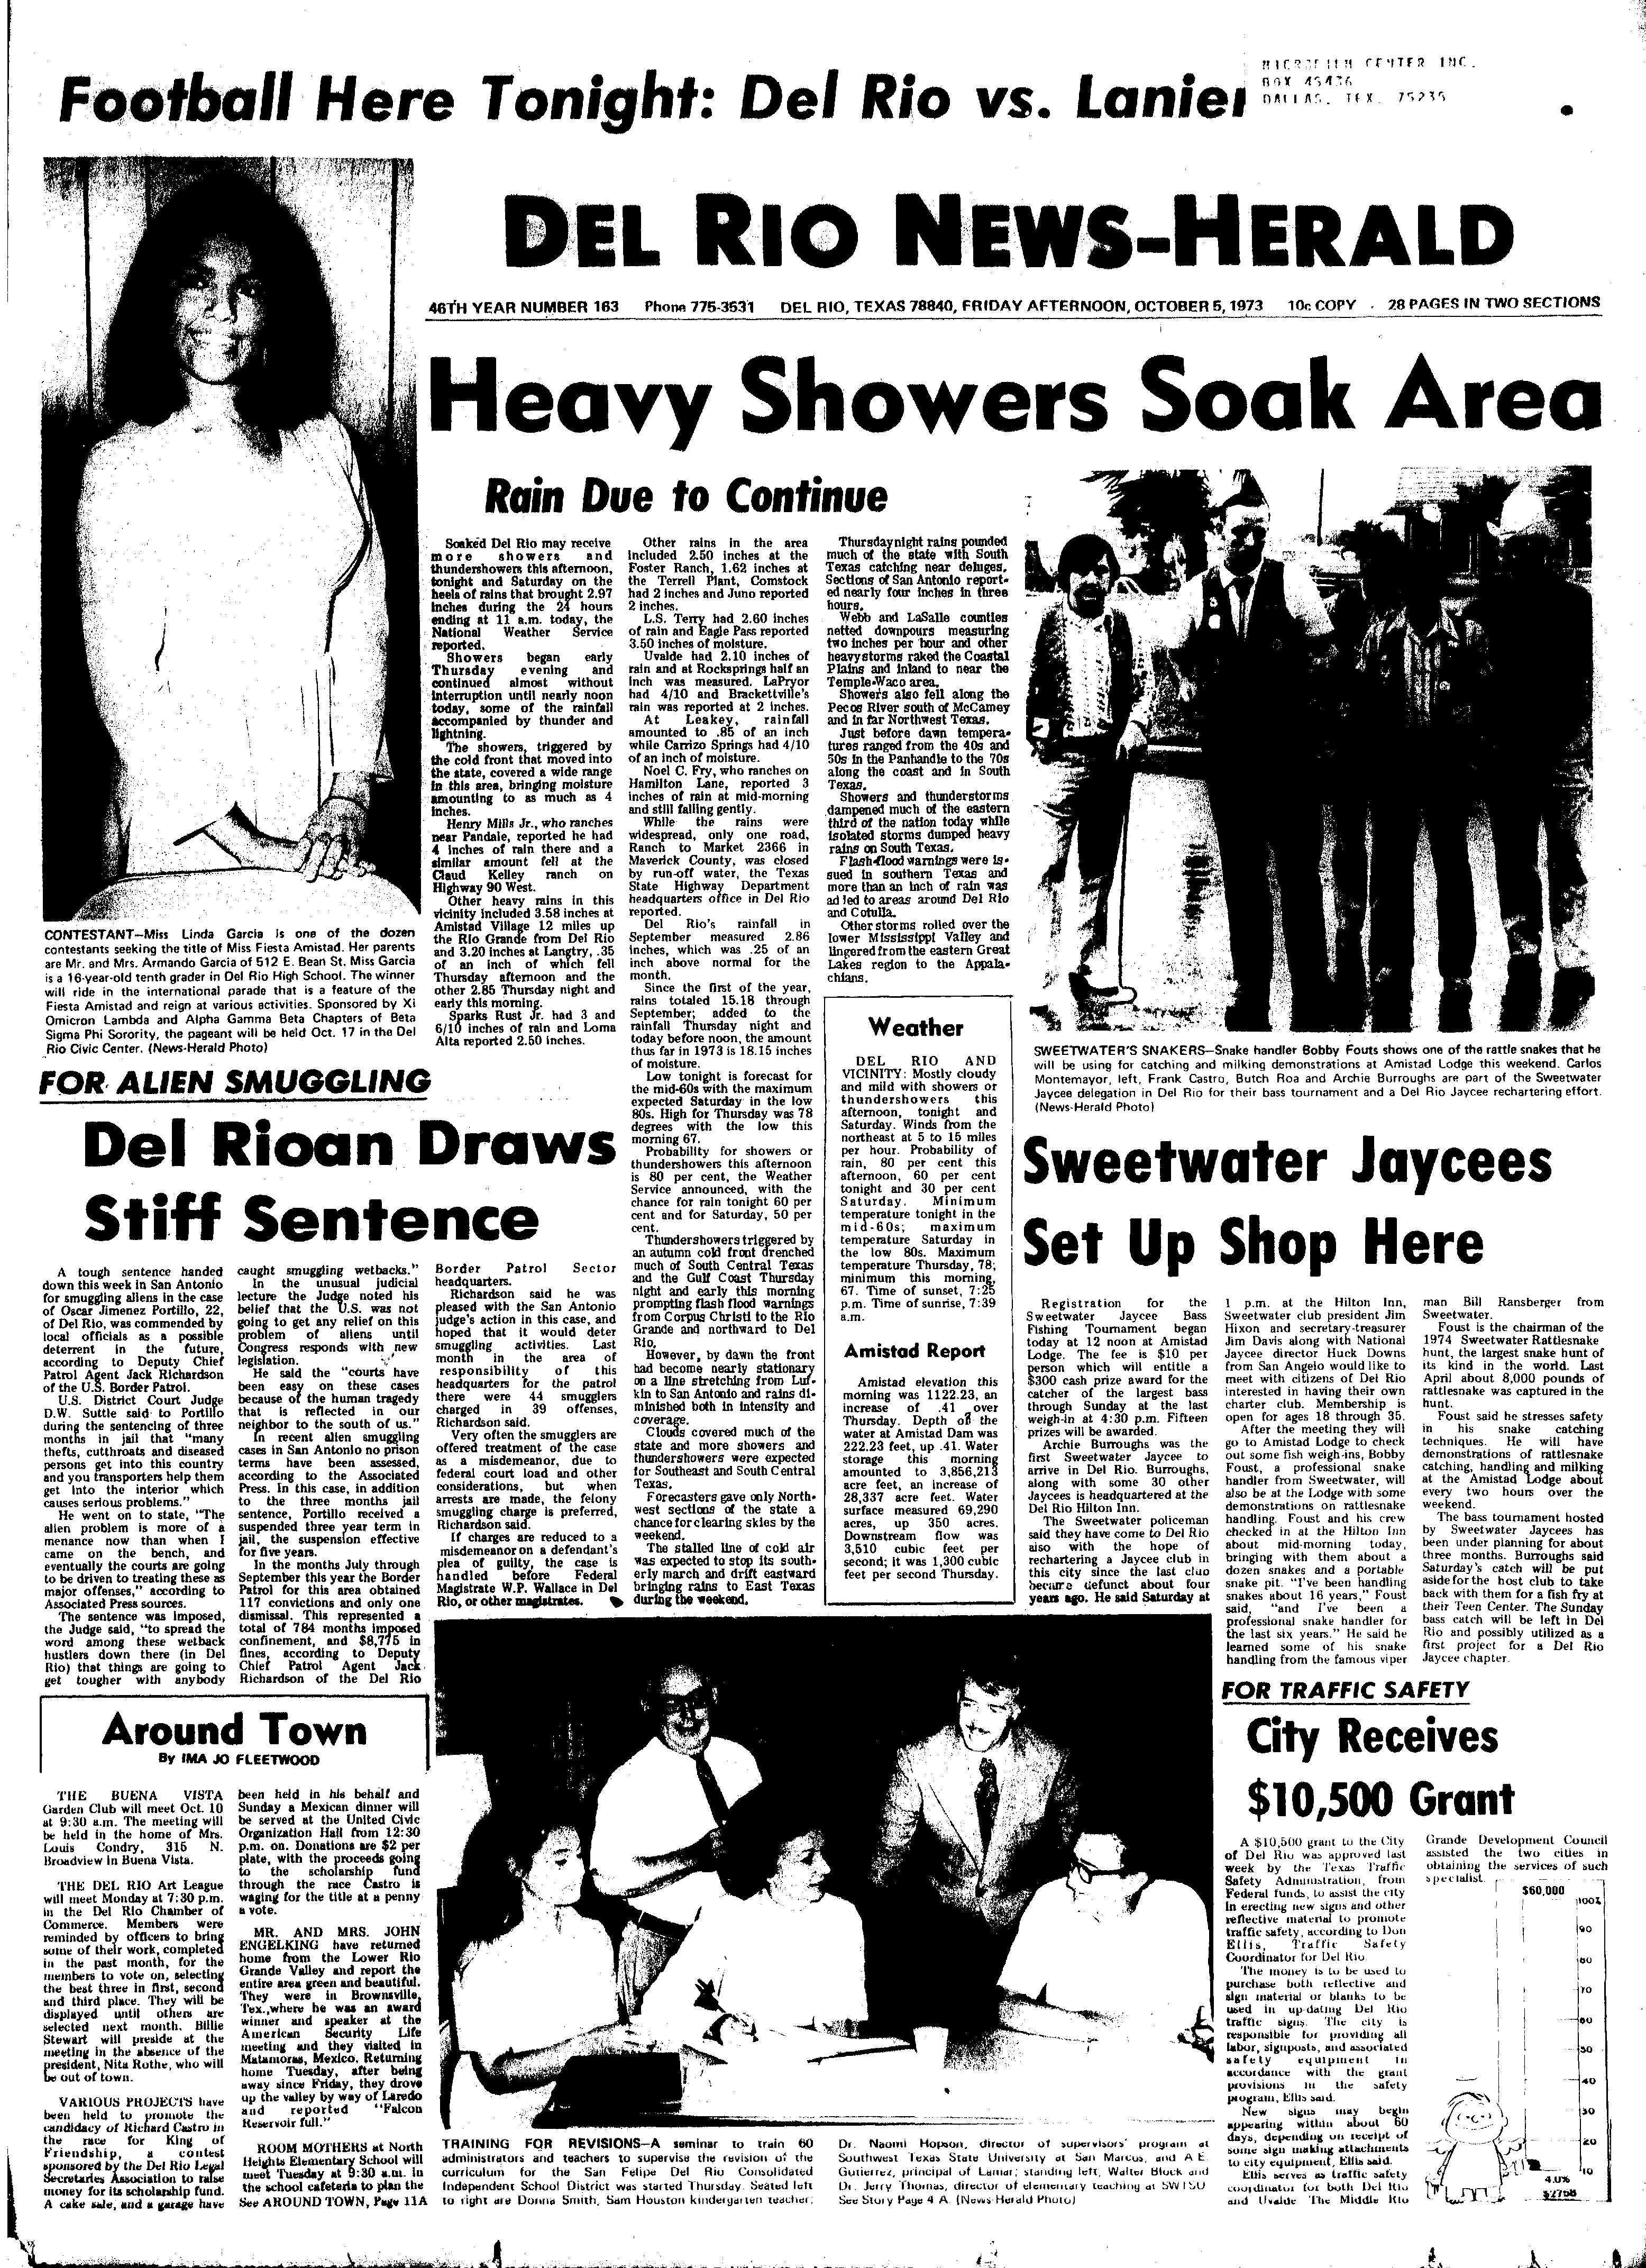 Football Here Tonight: Del Rio vs. Lanier
MICROFILM CENTER INC.
BOX 45436
DALLAS, TEX. 75235
DEL RIO NEWS-HERALD
46TH YEAR NUMBER 163 Phone 775-3531 DEL RIO, TEXAS 78840, FRIDAY AFTERNOON, OCTOBER 5, 1973 10c COPY 28 PAGES IN TWO SECTIONS
Heavy Showers Soak Area
CONTESTANT—Miss Linda Garcia is one of the dozen
contestants seeking the title of Miss Fiesta Amistad. Her parents
are Mr. and Mrs. Armando Garcia of 512 E. Bean St. Miss Garcia
is a 16-year-old tenth grader in Del Rio High School. The winner
will ride in the international parade that is a feature of the
Fiesta Amistad and reign at various activities. Sponsored by Xi
Omicron Lambda and Alpha Gamma Beta Chapters of Beta
Sigma Phi Sorority, the pageant will be held Oct. 17 in the Del
Rio Civic Center. (News-Herald Photo)
Rain Due to Continue
Soaked Del Rio may receive
more showers and
thundershowers this afternoon,
tonight and Saturday on the
heels of rains that brought 2.97
inches during the 24 hours
ending at 11 a.m. today, the
National Weather Service
reported.
Showers began early
Thursday evening and
continued almost without
interruption until nearly noon
today, some of the rainfall
accompanied by thunder and
lightning.
The showers, triggered by
the cold front that moved into
the state, covered a wide range
in this area, bringing moisture
amounting to as much as 4
inches.
Henry Mills Jr., who ranches
near Pandale, reported he had
4 inches of rain there and a
similar amount fell at the
Claud Kelley ranch on
Highway 90 West.
Other heavy rains in this
vicinity included 3.58 inches at
Amistad Village 12 miles up
the Rio Grande from Del Rio
and 3.20 inches at Langtry, .35
of an inch of which fell
Thursday afternoon and the
other 2.85 Thursday night and
early this morning.
Sparks Rust Jr. had 3 and
6/10 inches of rain and Loma
Alta reported 2.50 inches.
Other rains in the area
included 2.50 inches at the
Foster Ranch, 1.62 inches at
the Terrell Plant, Comstock
had 2 inches and Juno reported
2 inches.
L.S. Terry had 2.60 inches
of rain and Eagle Pass reported
3.50 inches of moisture.
Uvalde had 2.10 inches of
rain and at Rocksprings half an
inch was measured. LaPryor
had 4/10 and Brackettville's
rain was reported at 2 inches.
At Leakey, rainfall
amounted to .85 of an inch
while Carrizo Springs had 4/10
of an inch of moisture.
Noel C. Fry, who ranches on
Hamilton Lane, reported 3
inches of rain at mid-morning
and still falling gently.
While the rains were
widespread, only one road,
Ranch to Market 2366 in
Maverick County, was closed
by run-off water, the Texas
State Highway Department
headquarters office in Del Rio
reported.
Del Rio's rainfall in
September measured 2.86
inches, which was .25 of an
inch above normal for the
month.
Since the first of the year,
rains totaled 15.18 through
September; added to the
rainfall Thursday night and
today before noon, the amount
thus far in 1973 is 18.15 inches
of moisture.
Low tonight is forecast for
the mid-60s with the maximum
expected Saturday in the low
80s. High for Thursday was 78
degrees with the low this
morning 67.
Probability for showers or
thundershowers this afternoon
is 80 per cent, the Weather
Service announced, with the
chance for rain tonight 60 per
cent and for Saturday, 50 per
cent.
Thundershowers triggered by
an autumn cold front drenched
much of South Central Texas
and the Gulf Coast Thursday
night and early this morning
prompting flash flood warnings
from Corpus Christi to the Rio
Grande and northward to Del
Rio.
However, by dawn the front
had become nearly stationary
on a line stretching from Luf-
kin to San Antonio and rains di-
minished both in intensity and
coverage.
Clouds covered much of the
state and more showers and
thundershowers were expected
for Southeast and South Central
Texas.
Forecasters gave only North-
west sections of the state a
chance for clearing skies by the
weekend.
The stalled line of cold air
was expected to stop its south-
erly march and drift eastward
bringing rains to East Texas
during the weekend.
Thursday night rains pounded
much of the state with South
Texas catching near deluges.
Sections of San Antonio report-
ed nearly four inches in three
hours.
Webb and LaSalle counties
netted downpours measuring
two inches per hour and other
heavy storms raked the Coastal
Plains and inland to near the
Temple-Waco area.
Showers also fell along the
Pecos River south of McCamey
and in far Northwest Texas.
Just before dawn tempera-
tures ranged from the 40s and
50s in the Panhandle to the 70s
along the coast and in South
Texas.
Showers and thunderstorms
dampened much of the eastern
third of the nation today while
isolated storms dumped heavy
rains on South Texas.
Flash-flood warnings were is-
sued in southern Texas and
more than an inch of rain was
added to areas around Del Rio
and Cotulla.
Other storms rolled over the
lower Mississippi Valley and
lingered from the eastern Great
Lakes region to the Appala-
chians.
Weather
DEL RIO AND
VICINITY: Mostly cloudy
and mild with showers or
thundershowers this
afternoon, tonight and
Saturday. Winds from the
northeast at 5 to 15 miles
per hour. Probability of
rain, 80 per cent this
afternoon, 60 per cent
tonight and 30 per cent
Saturday. Minimum
temperature tonight in the
mid-60s; maximum
temperature Saturday in
the low 80s. Maximum
temperature Thursday, 78;
minimum this morning,
67. Time of sunset, 7:25
p.m. Time of sunrise, 7:39
a.m.
Amistad Report
Amistad elevation this
morning was 1122.23, an
increase of .41 over
Thursday. Depth of the
water at Amistad Dam was
222.23 feet, up .41. Water
storage this morning
amounted to 3,856,213
acre feet, an increase of
28,337 acre feet. Water
surface measured 69,290
acres, up 350 acres.
Downstream flow was
3,510 cubic feet per
second; it was 1,300 cubic
feet per second Thursday.
SWEETWATER'S SNAKERS—Snake handler Bobby Fouts shows one of the rattle snakes that he
will be using for catching and milking demonstrations at Amistad Lodge this weekend. Carlos
Montemayor, left, Frank Castro, Butch Roa and Archie Burroughs are part of the Sweetwater
Jaycee delegation in Del Rio for their bass tournament and a Del Rio Jaycee rechartering effort.
(News-Herald Photo)
FOR ALIEN SMUGGLING
Del Rioan Draws
Stiff Sentence
A tough sentence handed
down this week in San Antonio
for smuggling aliens in the case
of Oscar Jimenez Portillo, 22,
of Del Rio, was commended by
local officials as a possible
deterrent in the future,
according to Deputy Chief
Patrol Agent Jack Richardson
of the U.S. Border Patrol.
U.S. District Court Judge
D.W. Suttle said to Portillo
during the sentencing of three
months in jail that "many
thefts, cutthroats and diseased
persons get into this country
and you transporters help them
get into the interior which
causes serious problems."
He went on to state, "The
alien problem is more of a
menace now than when I
came on the bench, and
eventually the courts are going
to be driven to treating these as
major offenses," according to
Associated Press sources.
The sentence was imposed,
the Judge said, "to spread the
word among these wetback
hustlers down there (in Del
Rio) that things are going to
get tougher with anybody
caught smuggling wetbacks."
In the unusual judicial
lecture the Judge noted his
belief that the U.S. was not
going to get any relief on this
problem of aliens until
Congress responds with new
legislation.
He said the "courts have
been easy on these cases
because of the human tragedy
that is reflected in our
neighbor to the south of us."
In recent alien smuggling
cases in San Antonio no prison
terms have been assessed,
according to the Associated
Press. In this case, in addition
to the three months jail
sentence, Portillo received a
suspended three year term in
jail, the suspension effective
for five years.
In the months July through
September this year the Border
Patrol for this area obtained
117 convictions and only one
dismissal. This represented a
total of 784 months imposed
confinement, and $8,775 in
fines, according to Deputy
Chief Patrol Agent Jack
Richardson of the Del Rio
Border Patrol Sector
headquarters.
Richardson said he was
pleased with the San Antonio
judge's action in this case, and
hoped that it would deter
smuggling activities. Last
month in the area of
responsibility of this
headquarters for the patrol
there were 44 smugglers
charged in 39 offenses,
Richardson said.
Very often the smugglers are
offered treatment of the case
as a misdemeanor, due to
federal court load and other
considerations, but when
arrests are made, the felony
smuggling charge is preferred,
Richardson said.
If charges are reduced to a
misdemeanor on a defendant's
plea of guilty, the case is
handled before Federal
Magistrate W.P. Wallace in Del
Rio, or other magistrates.
Sweetwater Jaycees
Set Up Shop Here
Registration for the
Sweetwater Jaycee Bass
Fishing Tournament began
today at 12 noon at Amistad
Lodge. The fee is $10 per
person which will entitle a
$300 cash prize award for the
catcher of the largest bass
through Sunday at the last
weigh-in at 4:30 p.m. Fifteen
prizes will be awarded.
Archie Burroughs was the
first Sweetwater Jaycee to
arrive in Del Rio. Burroughs,
along with some 30 other
Jaycees is headquartered at the
Del Rio Hilton Inn.
The Sweetwater policeman
said they have come to Del Rio
also with the hope of
rechartering a Jaycee club in
this city since the last club
became defunct about four
years ago. He said Saturday at
1 p.m. at the Hilton Inn,
Sweetwater club president Jim
Hixon and secretary-treasurer
Jim Davis along with National
Jaycee director Huck Downs
from San Angelo would like to
meet with citizens of Del Rio
interested in having their own
charter club. Membership is
open for ages 18 through 35.
After the meeting they will
go to Amistad Lodge to check
out some fish weigh-ins, Bobby
Foust, a professional snake
handler from Sweetwater, will
also be at the Lodge with some
demonstrations on rattlesnake
handling. Foust and his crew
checked in at the Hilton Inn
about mid-morning today,
bringing with them about a
dozen snakes and a portable
snake pit. "I've been handling
snakes about 16 years," Foust
said, "and I've been a
professional snake handler for
the last six years." He said he
learned some of his snake
handling from the famous viper
man Bill Ransberger from
Sweetwater.
Foust is the chairman of the
1974 Sweetwater Rattlesnake
hunt, the largest snake hunt of
its kind in the world. Last
April about 8,000 pounds of
rattlesnake was captured in the
hunt.
Foust said he stresses safety
in his snake catching
techniques. He will have
demonstrations of rattlesnake
catching, handling and milking
at the Amistad Lodge about
every two hours over the
weekend.
The bass tournament hosted
by Sweetwater Jaycees has
been under planning for about
three months. Burroughs said
Saturday's catch will be put
aside for the host club to take
back with them for a fish fry at
their Teen Center. The Sunday
bass catch will be left in Del
Rio and possibly utilized as a
first project for a Del Rio
Jaycee chapter.
Around Town
By IMA JO FLEETWOOD
THE BUENA VISTA
Garden Club will meet Oct. 10
at 9:30 a.m. The meeting will
be held in the home of Mrs.
Louis Condry, 315 N.
Broadview in Buena Vista.
THE DEL RIO Art League
will meet Monday at 7:30 p.m.
in the Del Rio Chamber of
Commerce. Members were
reminded by officers to bring
some of their work, completed
in the past month, for the
members to vote on, selecting
the best three in first, second
and third place. They will be
displayed until others are
selected next month. Billie
Stewart will preside at the
meeting in the absence of the
president, Nita Rothe, who will
be out of town.
VARIOUS PROJECTS have
been held to promote the
candidacy of Richard Castro in
the race for King of
Friendship, a contest
sponsored by the Del Rio Legal
Secretaries Association to raise
money for its scholarship fund.
A cake sale, and a garage have
been held in his behalf and
Sunday a Mexican dinner will
be served at the United Civic
Organization Hall from 12:30
p.m. on. Donations are $2 per
plate, with the proceeds going
to the scholarship fund
through the race Castro is
waging for the title at a penny
a vote.
MR. AND MRS. JOHN
ENGELKING have returned
home from the Lower Rio
Grande Valley and report the
entire area green and beautiful.
They were in Brownsville,
Tex., where he was an award
winner and speaker at the
American Security Life
meeting and they visited in
Matamoras, Mexico. Returning
home Tuesday, after being
away since Friday, they drove
up the valley by way of Laredo
and reported "Falcon
Reservoir full."
ROOM MOTHERS at North
Heights Elementary School will
meet Tuesday at 9:30 a.m. in
the school cafeteria to plan the
See AROUND TOWN, Page 11A
TRAINING FOR REVISIONS—A seminar to train 60
administrators and teachers to supervise the revision of the
curriculum for the San Felipe Del Rio Consolidated
Independent School District was started Thursday. Seated left
to right are Donna Smith, Sam Houston kindergarten teacher;
Dr. Naomi Hopson, director of supervisors' program at
Southwest Texas State University at San Marcos, and A.E.
Gutierrez, principal of Lamar; standing left, Walter Block and
Dr. Jerry Thomas, director of elementary teaching at SWTSU
See Story Page 4 A. (News-Herald Photo)
FOR TRAFFIC SAFETY
City Receives
$10,500 Grant
A $10,500 grant to the City
of Del Rio was approved last
week by the Texas Traffic
Safety Administration, from
Federal funds, to assist the city
in erecting new signs and other
reflective material to promote
traffic safety, according to Don
Ellis, Traffic Safety
Coordinator for Del Rio.
The money is to be used to
purchase both reflective and
sign material or blanks to be
used in up-dating Del Rio
traffic signs. The city is
responsible for providing all
labor, signposts, and associated
safety equipment in
accordance with the grant
provisions in the safety
program, Ellis said.
New signs may begin
appearing within about 60
days, depending on receipt of
some sign making attachments
to city equipment, Ellis said.
Ellis serves as traffic safety
coordinator for both Del Rio
and Uvalde. The Middle Rio
Grande Development Council
assisted the two cities in
obtaining the services of such
specialist.
$60,000
100%
90
80
70
60
50
40
30
20
10
4.0%